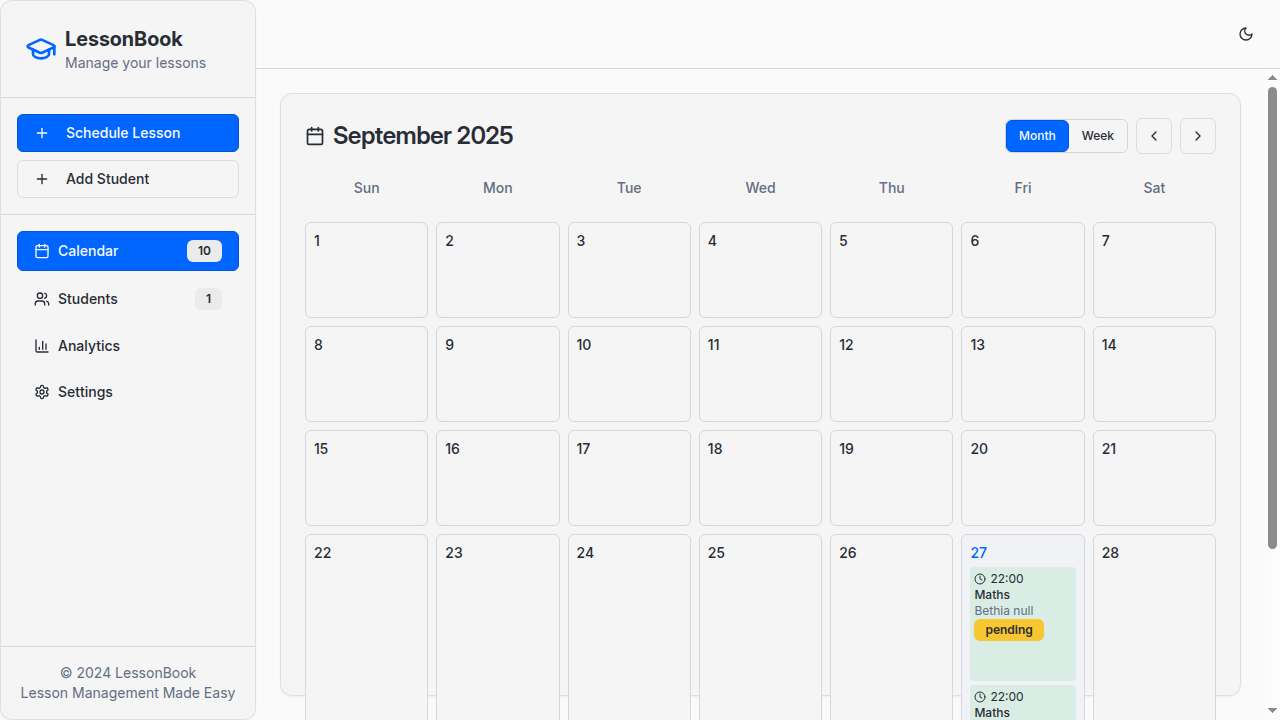 LessonBook
Manage your lessons
Schedule Lesson
Add Student
Calendar 10
Students 1
Analytics
Settings
© 2024 LessonBook
Lesson Management Made Easy
September 2025
Month Week
Sun Mon Tue Wed Thu Fri Sat
1 2 3 4 5 6 7
8 9 10 11 12 13 14
15 16 17 18 19 20 21
22 23 24 25 26 27 28
22:00
Maths
Bethia null
pending
22:00
Maths